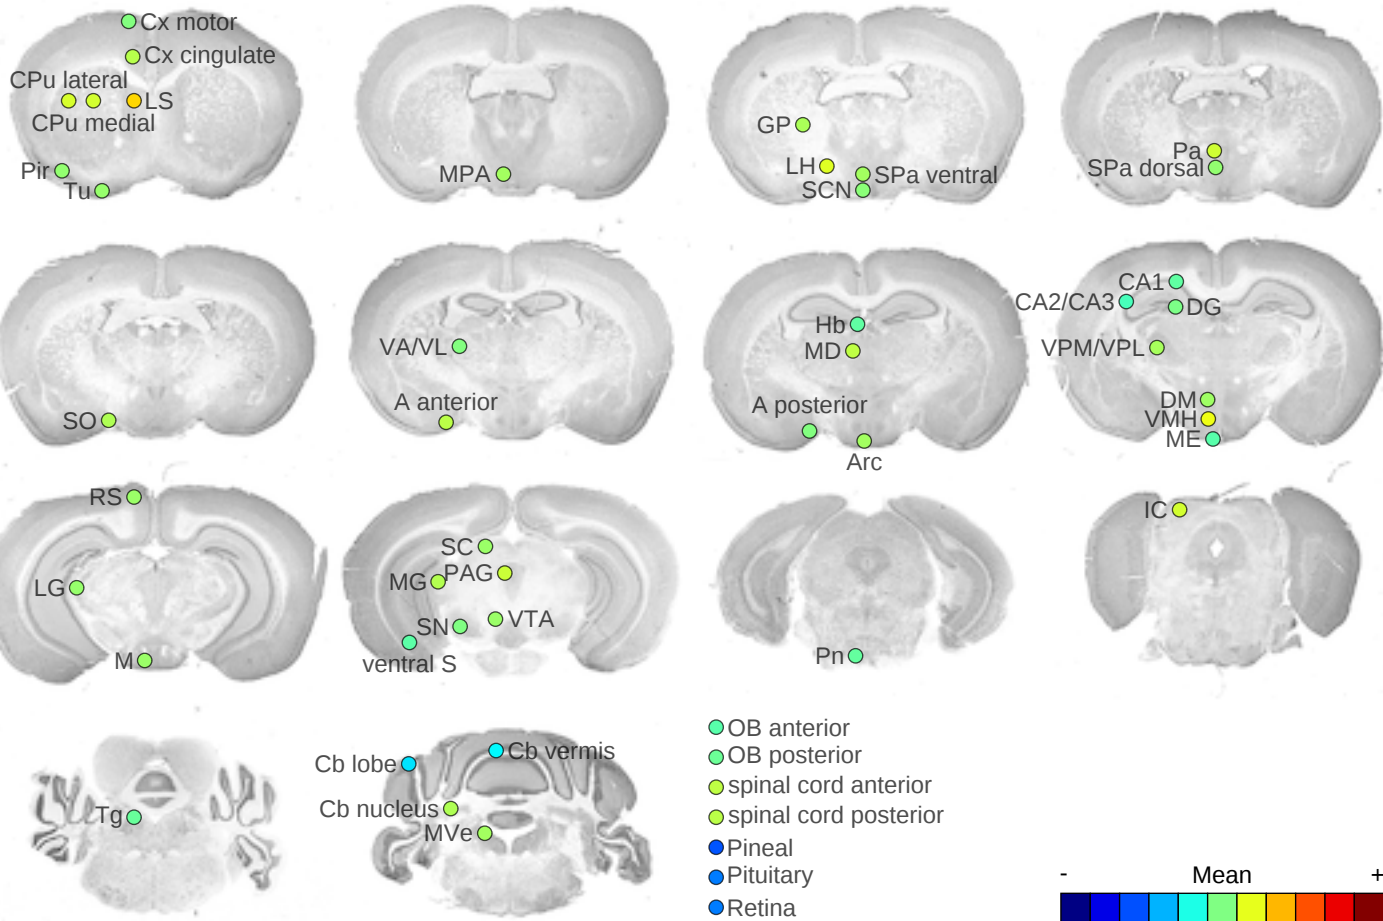 Cx motor
Cx cingulate
CPu lateral
LS
CPu medial
Pir
Tu
MPA
GP
LH
SPa ventral
SCN
Pa
SPa dorsal
SO
VA/VL
A anterior
Hb
MD
A posterior
Arc
CA1
CA2/CA3
DG
VPM/VPL
DM
VMH
ME
RS
LG
M
SC
MG
PAG
SN
VTA
ventral S
Pn
IC
Tg
Cb lobe
Cb vermis
Cb nucleus
MVe
OB anterior
OB posterior
spinal cord anterior
spinal cord posterior
Pineal
Pituitary
Retina
- Mean +